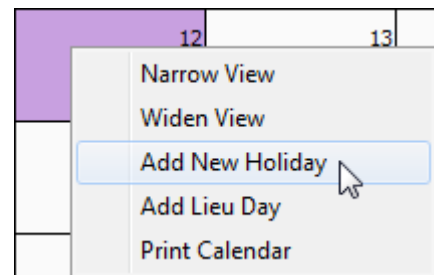 12 13
Narrow View
Widen View
Add New Holiday
Add Lieu Day
Print Calendar